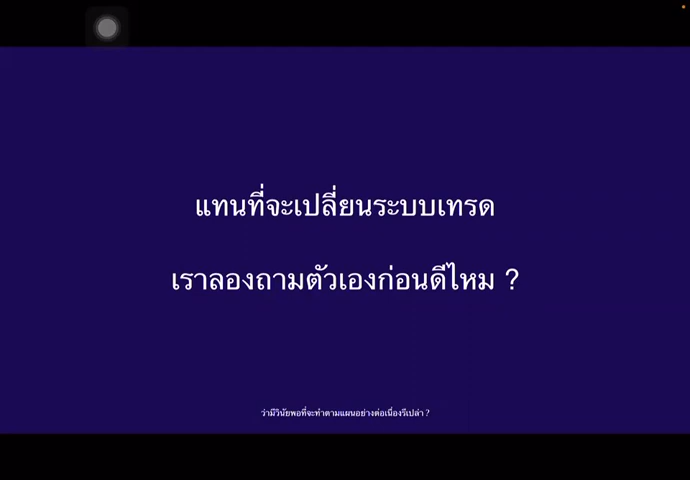 แทนที่จะเปลี่ยนระบบเทรด
เราลองถามตัวเองก่อนดีไหม ?
ว่ามีวินัยพอที่จะทำตามแผนอย่างต่อเนื่องรึเปล่า ?